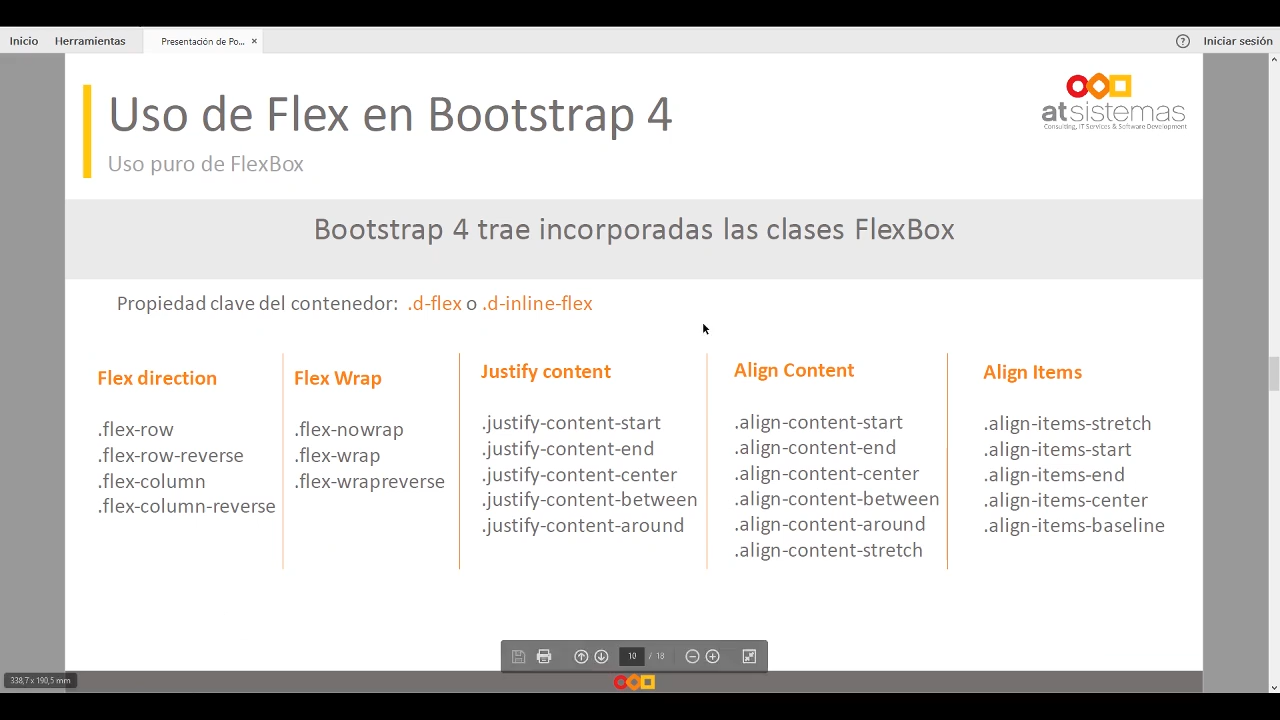 Inicio Herramientas Presentación de Po... × ? Iniciar sesión
Uso de Flex en Bootstrap 4
Uso puro de FlexBox
atsistemas
Consulting, IT Services & Software Development
Bootstrap 4 trae incorporadas las clases FlexBox
Propiedad clave del contenedor: .d-flex o .d-inline-flex
Flex direction
.flex-row
.flex-row-reverse
.flex-column
.flex-column-reverse
Flex Wrap
.flex-nowrap
.flex-wrap
.flex-wrapreverse
Justify content
.justify-content-start
.justify-content-end
.justify-content-center
.justify-content-between
.justify-content-around
Align Content
.align-content-start
.align-content-end
.align-content-center
.align-content-between
.align-content-around
.align-content-stretch
Align Items
.align-items-stretch
.align-items-start
.align-items-end
.align-items-center
.align-items-baseline
10 / 18
338,7 x 190,5 mm